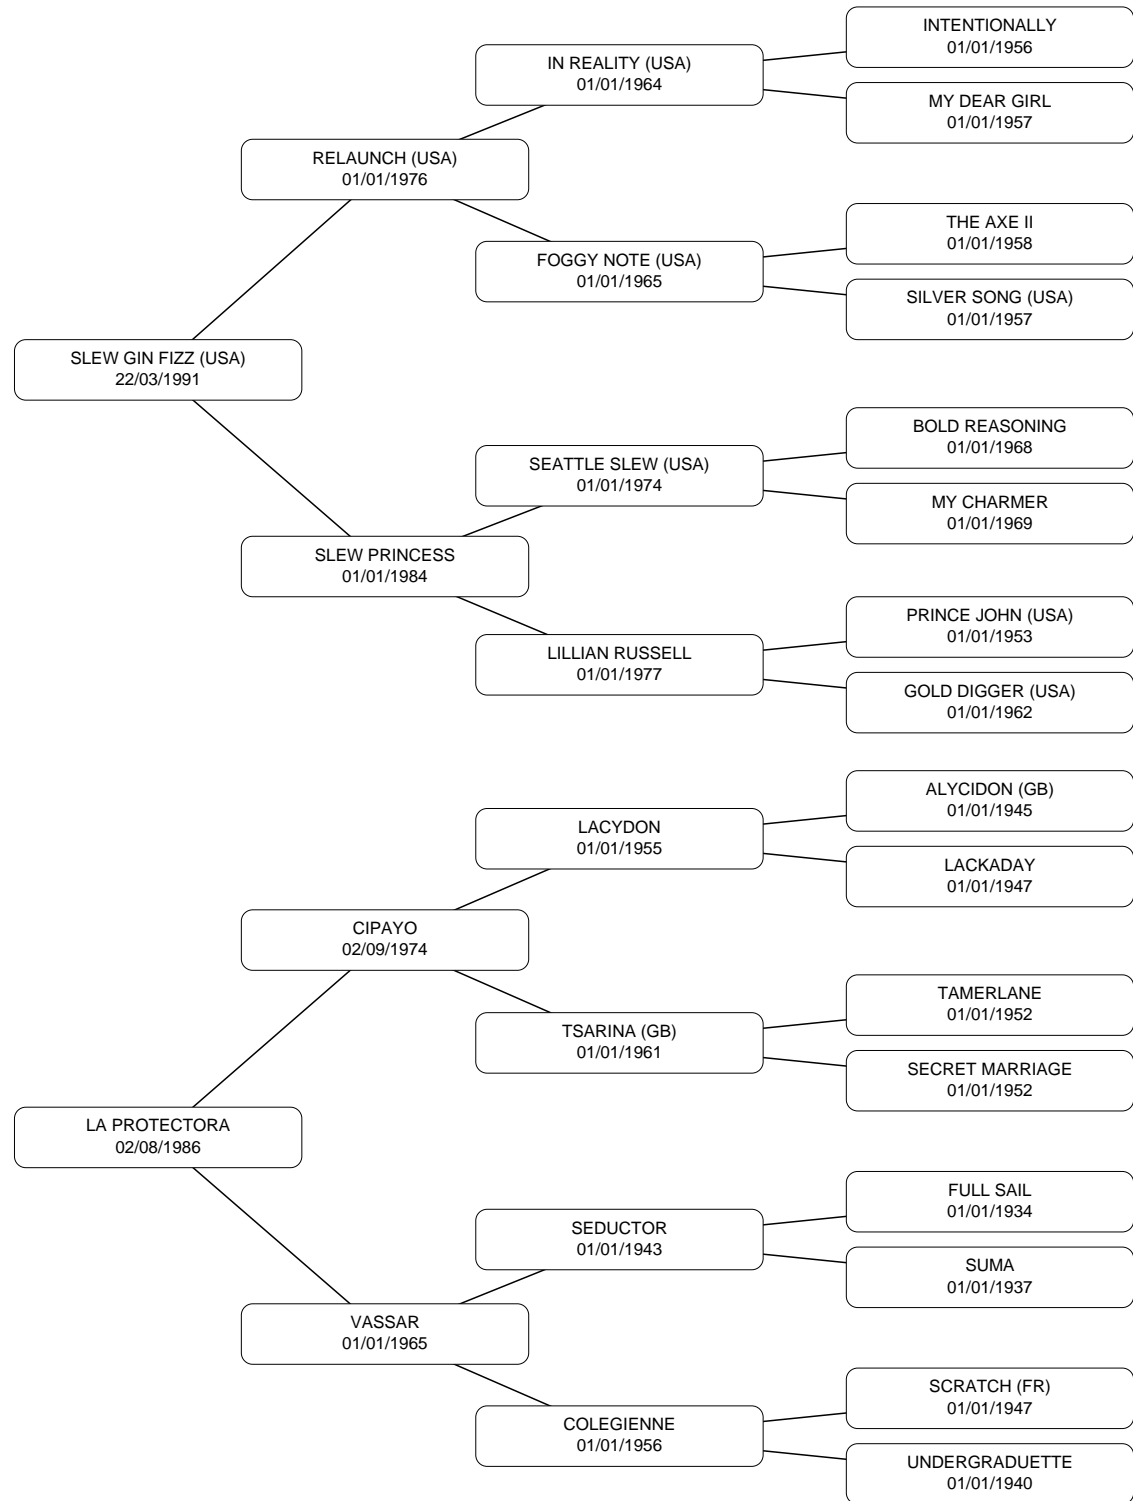 INTENTIONALLY
01/01/1956
IN REALITY (USA)
01/01/1964
MY DEAR GIRL
01/01/1957
RELAUNCH (USA)
01/01/1976
THE AXE II
01/01/1958
FOGGY NOTE (USA)
01/01/1965
SILVER SONG (USA)
01/01/1957
SLEW GIN FIZZ (USA)
22/03/1991
BOLD REASONING
01/01/1968
SEATTLE SLEW (USA)
01/01/1974
MY CHARMER
01/01/1969
SLEW PRINCESS
01/01/1984
PRINCE JOHN (USA)
01/01/1953
LILLIAN RUSSELL
01/01/1977
GOLD DIGGER (USA)
01/01/1962
ALYCIDON (GB)
01/01/1945
LACYDON
01/01/1955
LACKADAY
01/01/1947
CIPAYO
02/09/1974
TAMERLANE
01/01/1952
TSARINA (GB)
01/01/1961
SECRET MARRIAGE
01/01/1952
LA PROTECTORA
02/08/1986
FULL SAIL
01/01/1934
SEDUCTOR
01/01/1943
SUMA
01/01/1937
VASSAR
01/01/1965
SCRATCH (FR)
01/01/1947
COLEGIENNE
01/01/1956
UNDERGRADUETTE
01/01/1940